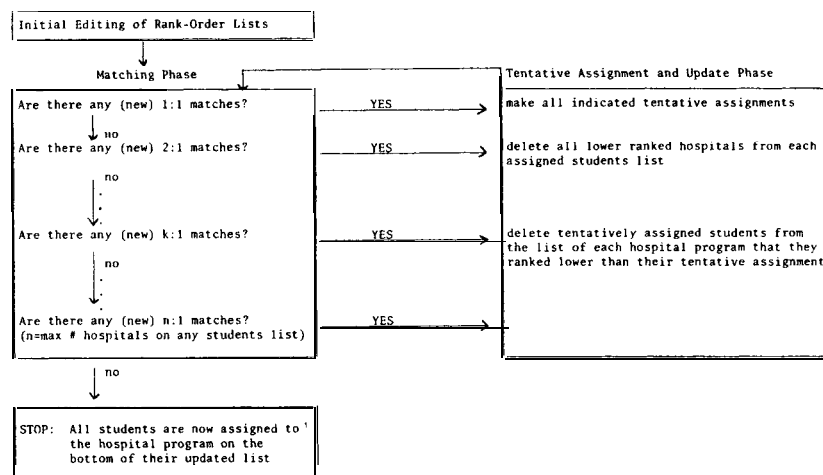 Initial Editing of Rank-Order Lists
Matching Phase
Are there any (new) 1:1 matches?
no
Are there any (new) 2:1 matches?
no
Are there any (new) k:1 matches?
no
Are there any (new) n:1 matches?
(n=max # hospitals on any students list)
no
STOP: All students are now assigned to
the hospital program on the
bottom of their updated list
YES
YES
YES
YES
Tentative Assignment and Update Phase
make all indicated tentative assignments
delete all lower ranked hospitals from each
assigned students list
delete tentatively assigned students from
the list of each hospital program that they
ranked lower than their tentative assignment